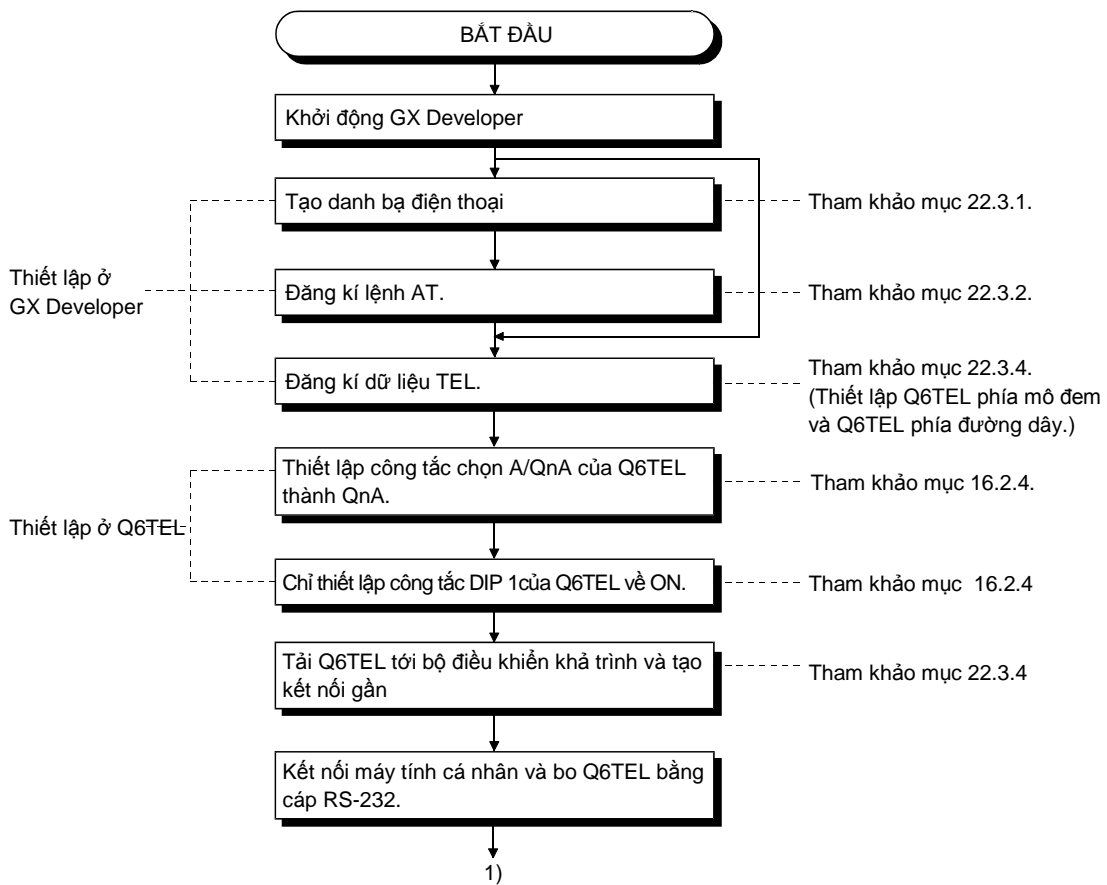 BẮT ĐẦU
Khởi động GX Developer
Tạo danh bạ điện thoại
Tham khảo mục 22.3.1.
Thiết lập ở
GX Developer
Đăng kí lệnh AT.
Tham khảo mục 22.3.2.
Đăng kí dữ liệu TEL.
Tham khảo mục 22.3.4.
(Thiết lập Q6TEL phía mô đem
và Q6TEL phía đường dây.)
Thiết lập công tắc chọn A/QnA của Q6TEL
thành QnA.
Tham khảo mục 16.2.4.
Thiết lập ở Q6TEL
Chỉ thiết lập công tắc DIP 1của Q6TEL về ON.
Tham khảo mục 16.2.4
Tải Q6TEL tới bộ điều khiển khả trình và tạo
kết nối gần
Tham khảo mục 22.3.4
Kết nối máy tính cá nhân và bo Q6TEL bằng
cáp RS-232.
1)